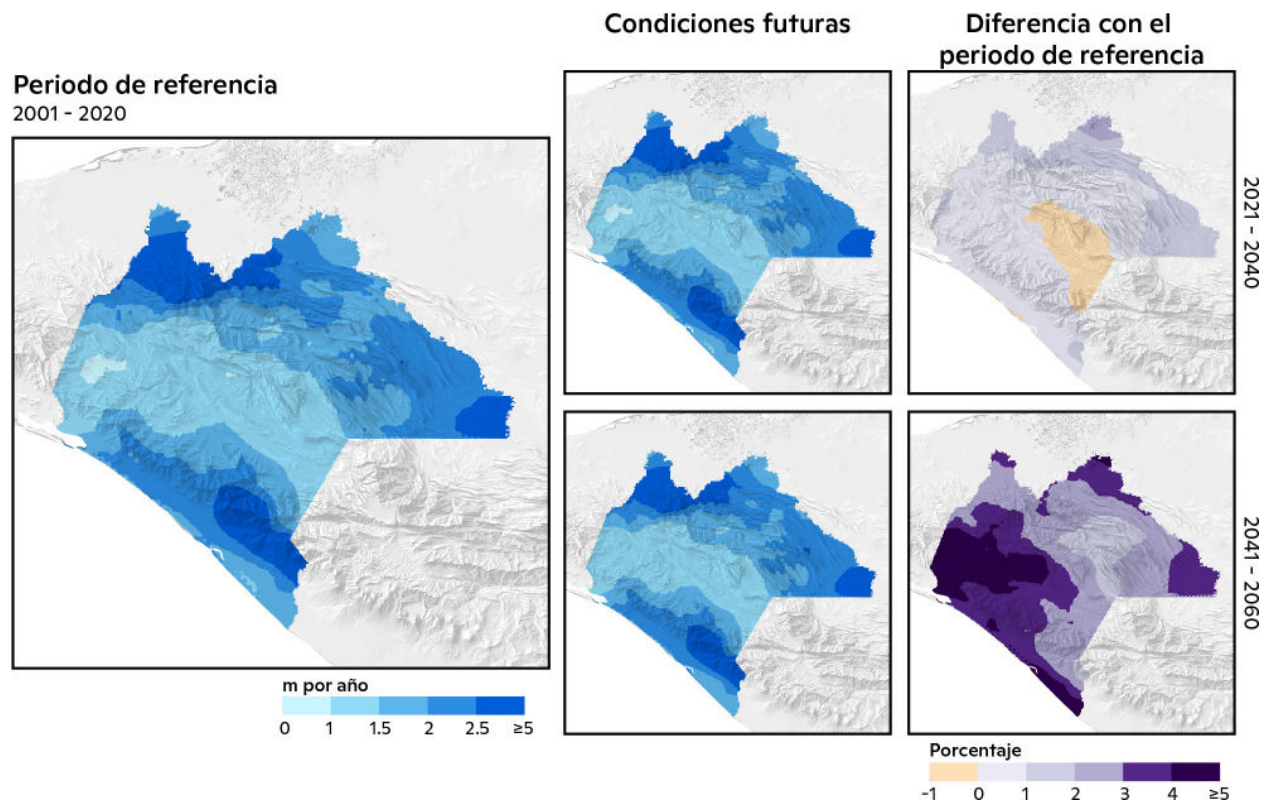 Condiciones futuras
Diferencia con el
periodo de referencia
Periodo de referencia
2001 - 2020
2021 - 2040
2041 - 2060
m por año
0 1 1.5 2 2.5 ≥5
Porcentaje
-1 0 1 2 3 4 ≥5